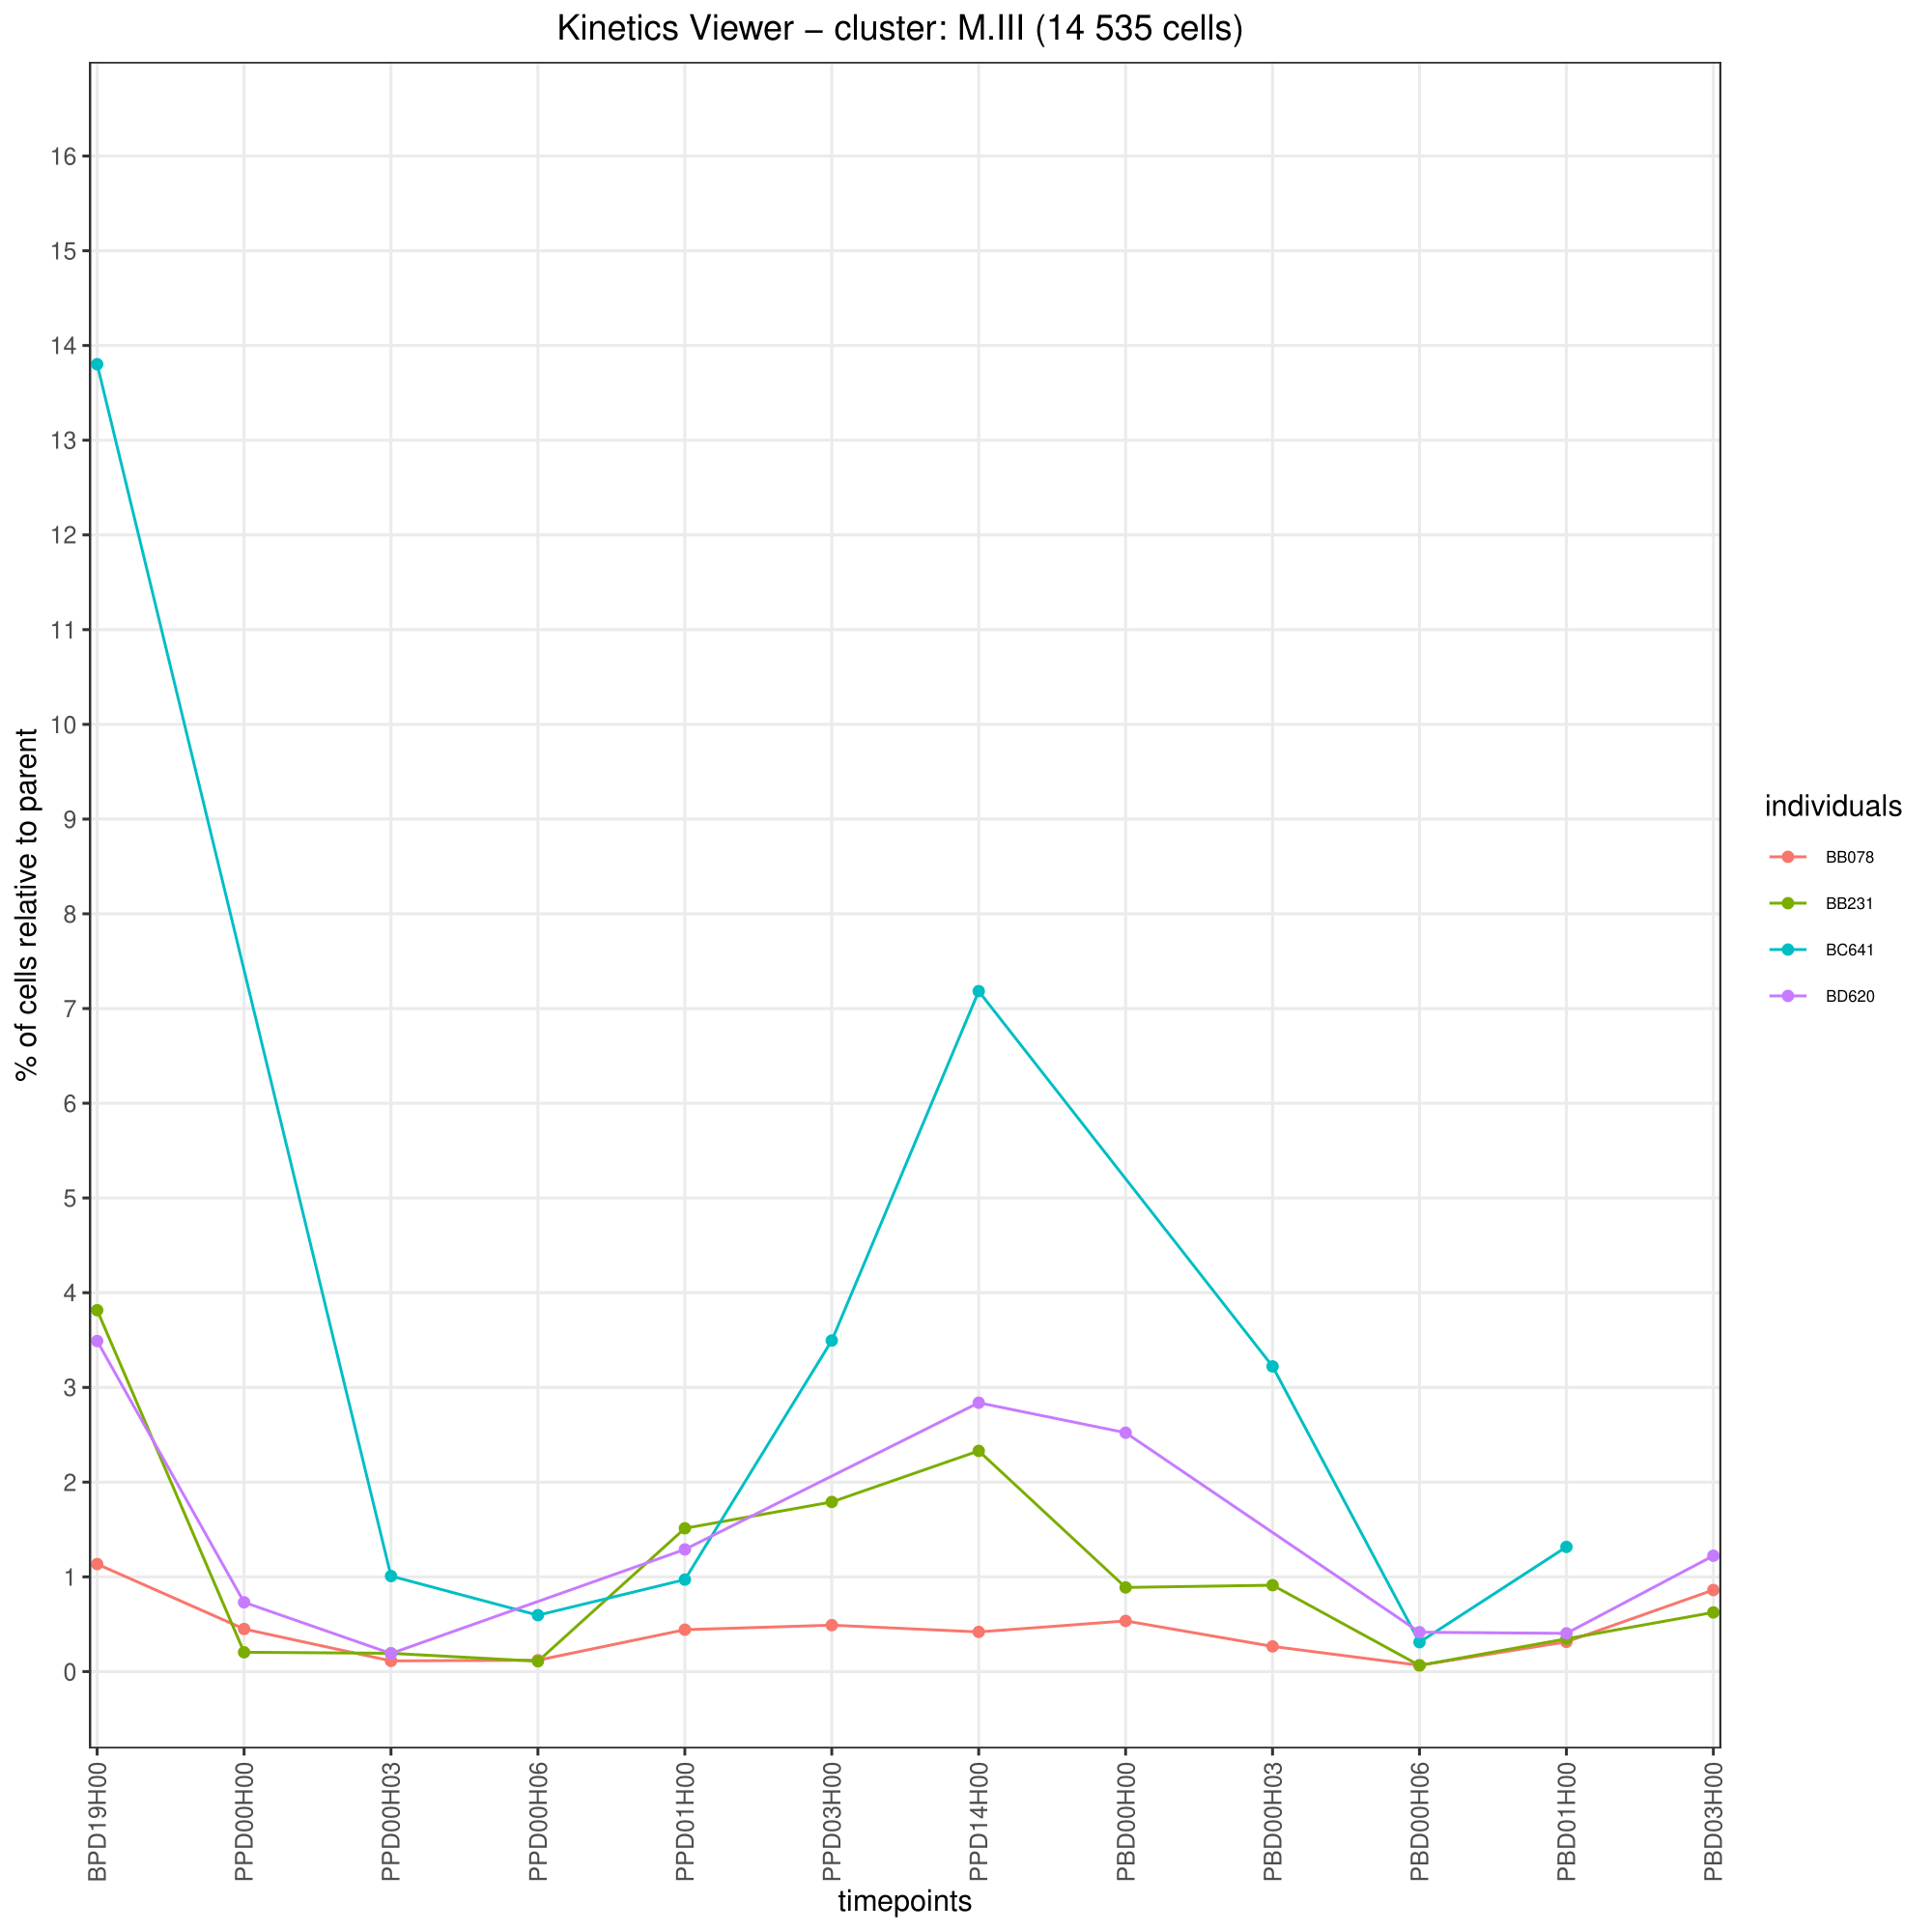 Kinetics Viewer – cluster: M.III (14 535 cells)
% of cells relative to parent
16
15
14
13
12
11
10
9
8
7
6
5
4
3
2
1
0
BPD19H00
PPD00H00
PPD00H03
PPD00H06
PPD01H00
PPD03H00
PPD14H00
PBD00H00
PBD00H03
PBD00H06
PBD01H00
PBD03H00
timepoints
individuals
BB078
BB231
BC641
BD620